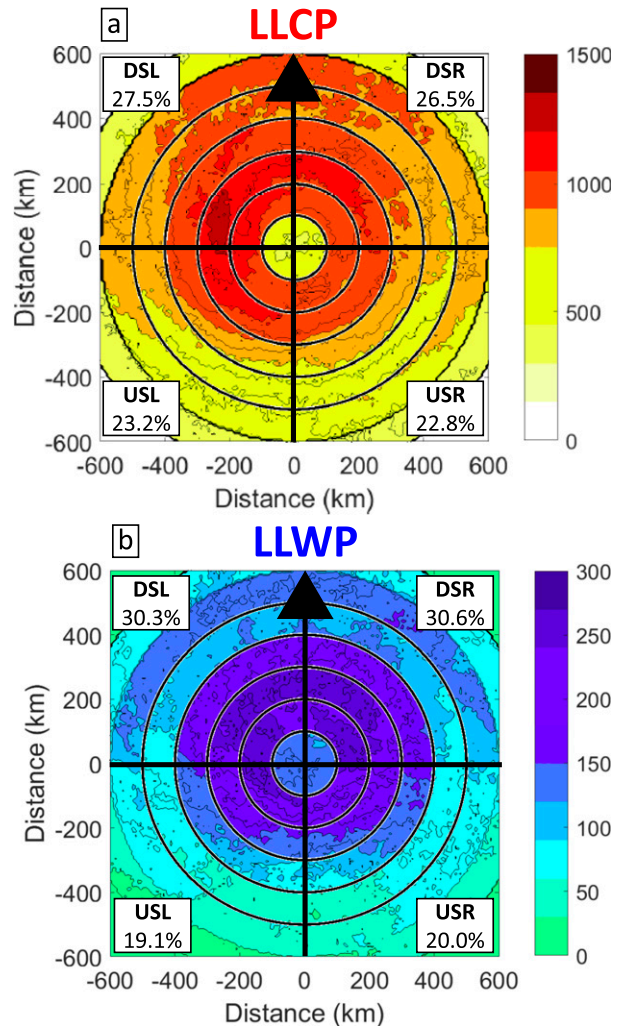 a
LLCP
600
400
200
0
-200
-400
-600
Distance (km)
DSL
27.5%
DSR
26.5%
USL
23.2%
USR
22.8%
-600 -400 -200 0 200 400 600
Distance (km)
1500
1000
500
0
b
LLWP
600
400
200
0
-200
-400
-600
Distance (km)
DSL
30.3%
DSR
30.6%
USL
19.1%
USR
20.0%
-600 -400 -200 0 200 400 600
Distance (km)
300
250
200
150
100
50
0